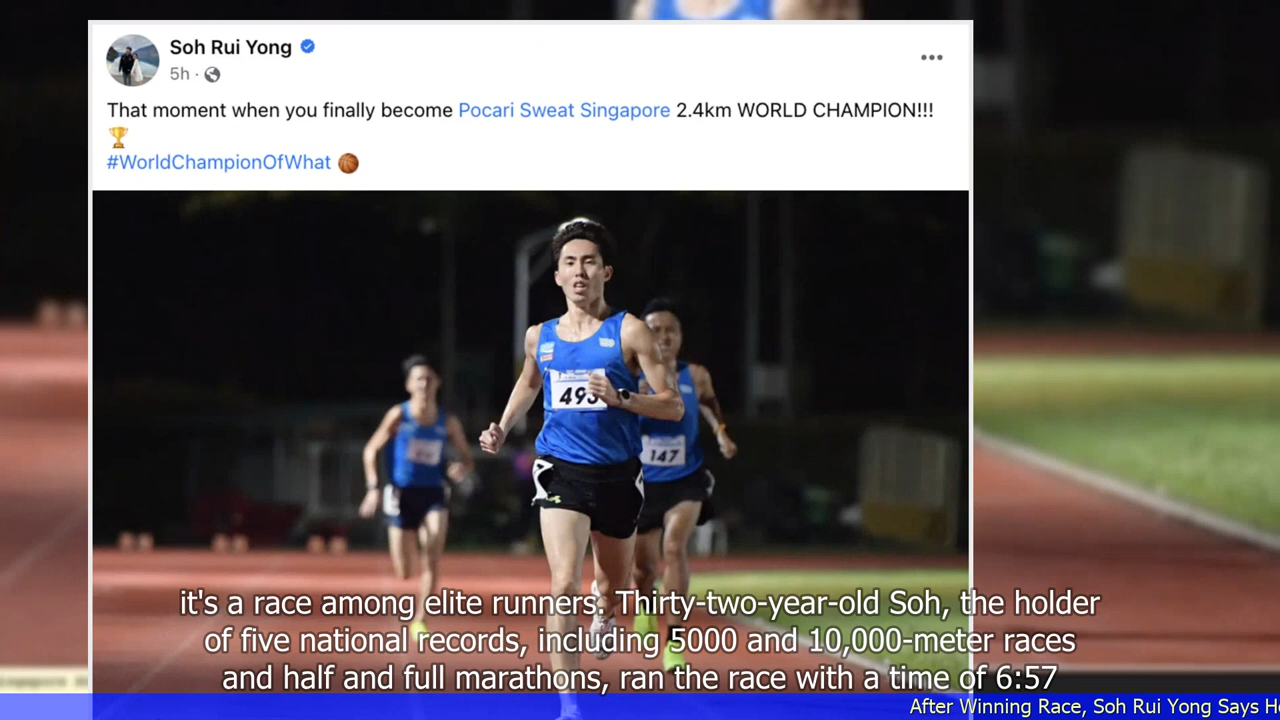 Soh Rui Yong
5h ·
That moment when you finally become Pocari Sweat Singapore 2.4km WORLD CHAMPION!!!
🏆
#WorldChampionOfWhat 🏀
493
147
it's a race among elite runners. Thirty-two-year-old Soh, the holder
of five national records, including 5000 and 10,000-meter races
and half and full marathons, ran the race with a time of 6:57
After Winning Race, Soh Rui Yong Says H